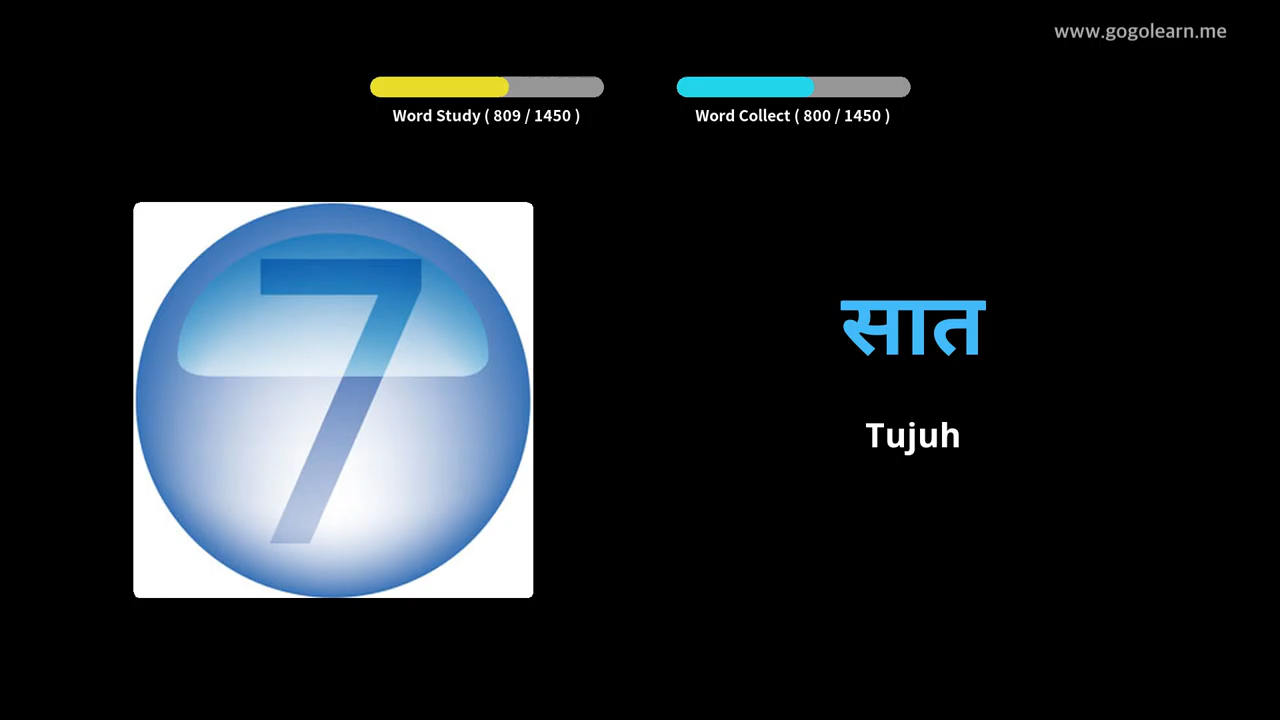 www.gogolearn.me
Word Study ( 809 / 1450 )
Word Collect ( 800 / 1450 )
7
सात
Tujuh